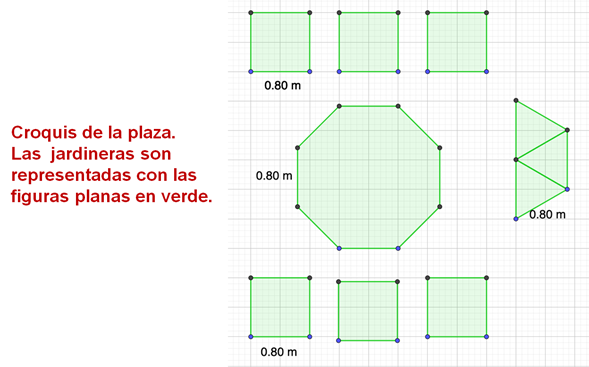 0.80 m
Croquis de la plaza.
Las jardineras son
representadas con las
figuras planas en verde.
0.80 m
0.80 m
0.80 m